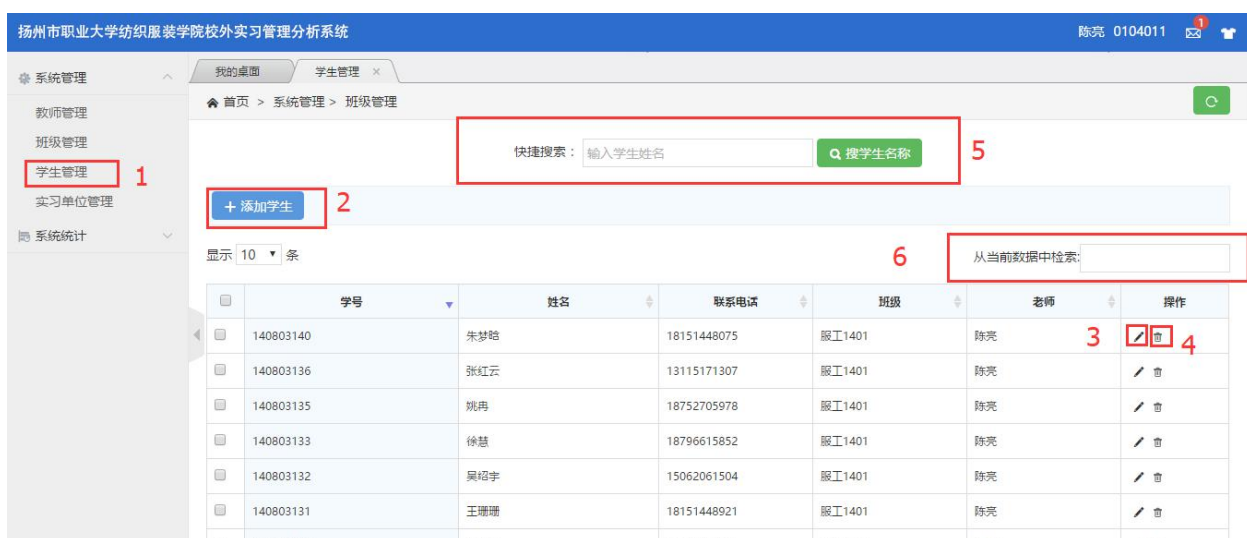 扬州市职业大学纺织服装学院校外实习管理分析系统 陈亮 0104011 1
系统管理 我的桌面 学生管理 ×
首页 > 系统管理 > 班级管理
教师管理
班级管理
快捷搜索： 输入学生姓名 搜学生名称 5
学生管理 1
实习单位管理 + 添加学生 2
系统统计
显示 10 条 6 从当前数据中检索:
学号 姓名 联系电话 班级 老师 操作
140803140 朱梦晗 18151448075 服工1401 陈亮 3 4
140803136 张红云 13115171307 服工1401 陈亮
140803135 姚冉 18752705978 服工1401 陈亮
140803133 徐慧 18796615852 服工1401 陈亮
140803132 吴绍宇 15062061504 服工1401 陈亮
140803131 王珊珊 18151448921 服工1401 陈亮